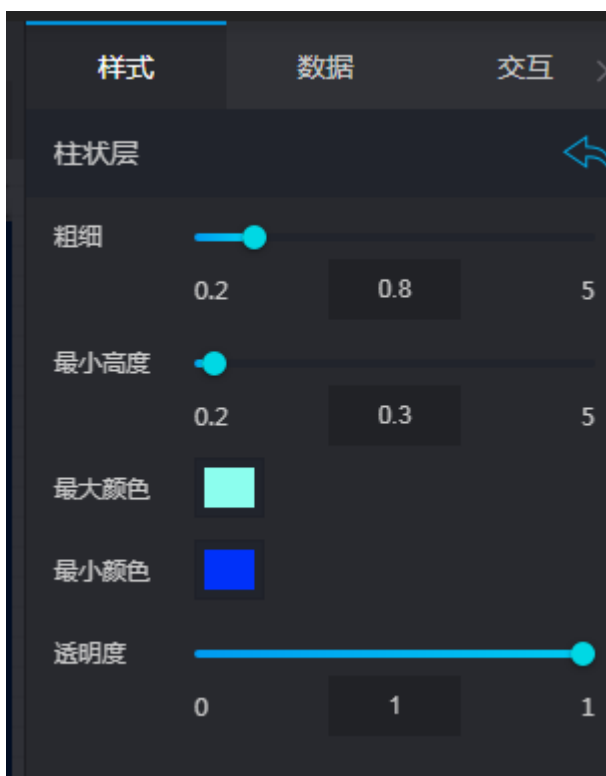 样式 数据 交互
柱状层
粗细
0.2 0.8 5
最小高度
0.2 0.3 5
最大颜色
最小颜色
透明度
0 1 1